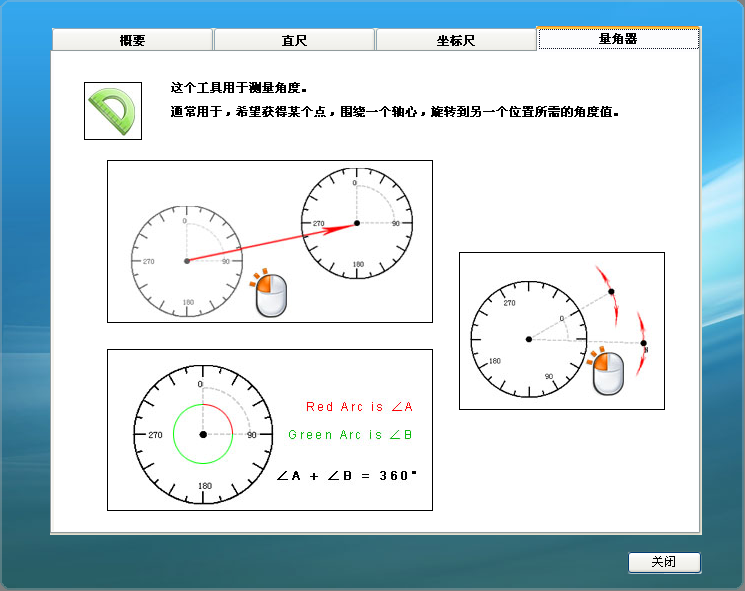 概要
直尺
坐标尺
量角器
这个工具用于测量角度。
通常用于，希望获得某个点，围绕一个轴心，旋转到另一个位置所需的角度值。
0
270
90
180
0
270
90
180
270
0
180
90
0
270
90
180
Red Arc is ∠A
Green Arc is ∠B
∠A + ∠B = 360°
关闭